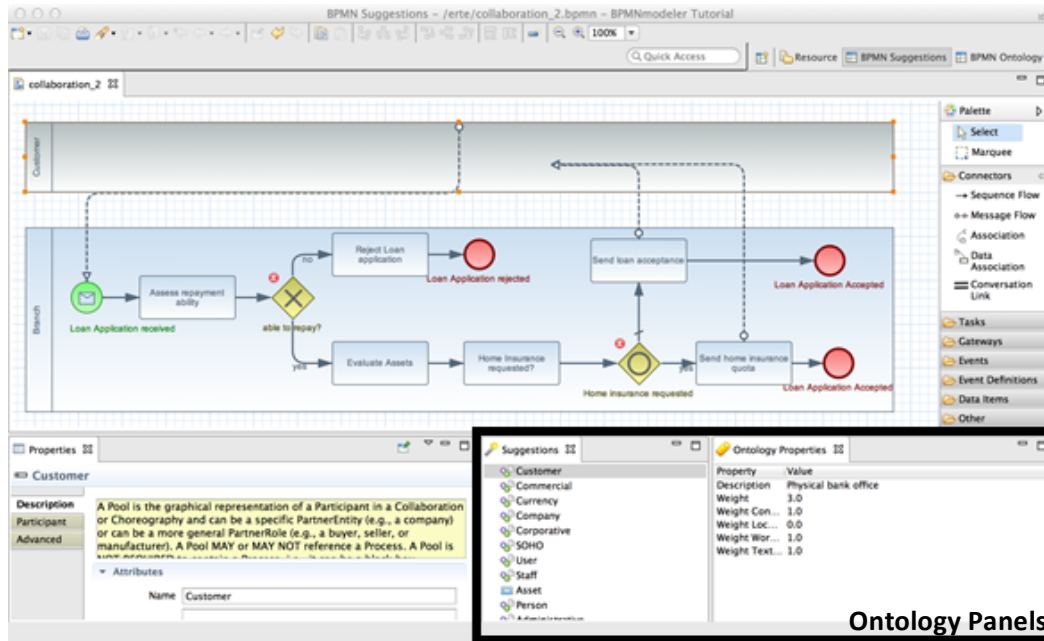 BPMN Suggestions – /erte/collaboration_2.bpmn – BPMNmodeler Tutorial
100%
Quick Access
Resource
BPMN Suggestions
BPMN Ontology
collaboration_2
Customer
Palette
Select
Marquee
Connectors
Sequence Flow
Message Flow
Association
Data
Association
Conversation
Link
Tasks
Gateways
Events
Event Definitions
Data Items
Other
Branch
Loan Application received
Assess repayment
ability
able to repay?
no
Reject Loan
application
Loan Application rejected
yes
Evaluate Assets
Home Insurance
requested?
Home insurance requested
Send loan acceptance
Loan Application Accepted
yes
Send home insurance
quota
Loan Application Accepted
Properties
Customer
Description
Participant
Advanced
A Pool is the graphical representation of a Participant in a Collaboration
or Choreography and can be a specific PartnerEntity (e.g., a company)
or can be a more general PartnerRole (e.g., a buyer, seller, or
manufacturer). A Pool MAY or MAY NOT reference a Process. A Pool is
Attributes
Name
Customer
Suggestions
Customer
Commercial
Currency
Company
Corporative
SOHO
User
Staff
Asset
Person
Administrative
Ontology Properties
Property Value
Description Physical bank office
Weight 3.0
Weight Con... 1.0
Weight Loc... 0.0
Weight Wor... 1.0
Weight Text... 1.0
Ontology Panels